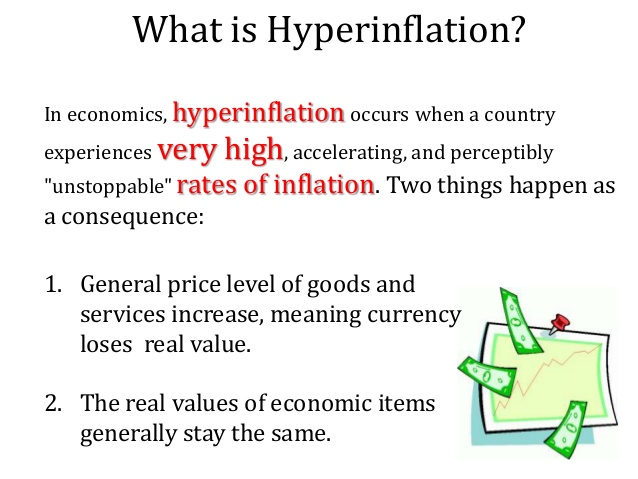 What is Hyperinflation?
In economics, hyperinflation occurs when a country
experiences very high, accelerating, and perceptibly
"unstoppable" rates of inflation. Two things happen as
a consequence:
1. General price level of goods and
services increase, meaning currency
loses real value.
2. The real values of economic items
generally stay the same.